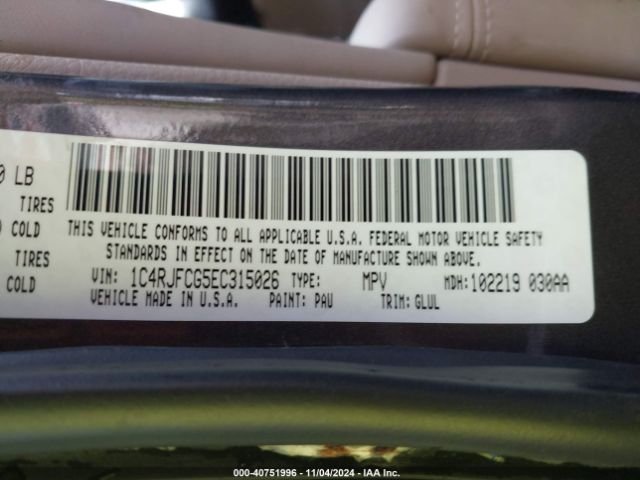 0 LB
TIRES
COLD
TIRES
COLD
THIS VEHICLE CONFORMS TO ALL APPLICABLE U.S.A. FEDERAL MOTOR VEHICLE SAFETY
STANDARDS IN EFFECT ON THE DATE OF MANUFACTURE SHOWN ABOVE.
VIN: 1C4RJFCG5EC315026 TYPE: MPV MDH:102219 030AA
VEHICLE MADE IN U.S.A. PAINT: PAU TRIM: GLUL
000-40751996 - 11/04/2024 - IAA Inc.